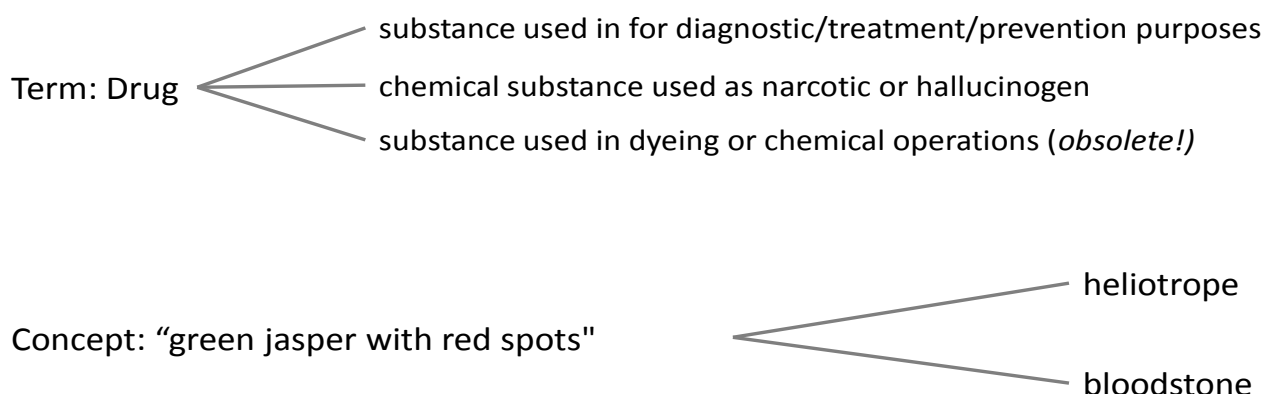 substance used in for diagnostic/treatment/prevention purposes
Term: Drug
chemical substance used as narcotic or hallucinogen
substance used in dyeing or chemical operations (obsolete!)
heliotrope
Concept: “green jasper with red spots"
bloodstone